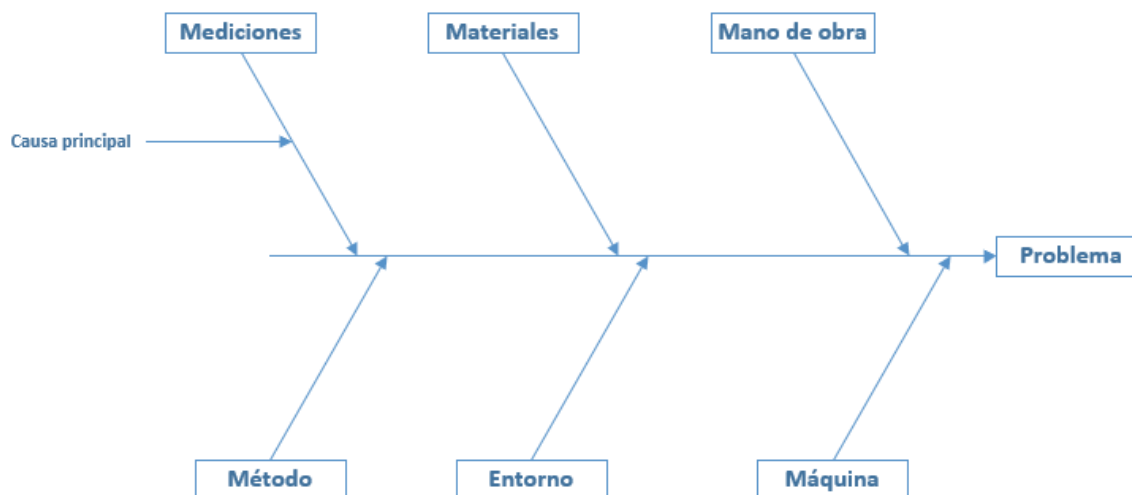 Mediciones
Materiales
Mano de obra
Causa principal
Problema
Método
Entorno
Máquina